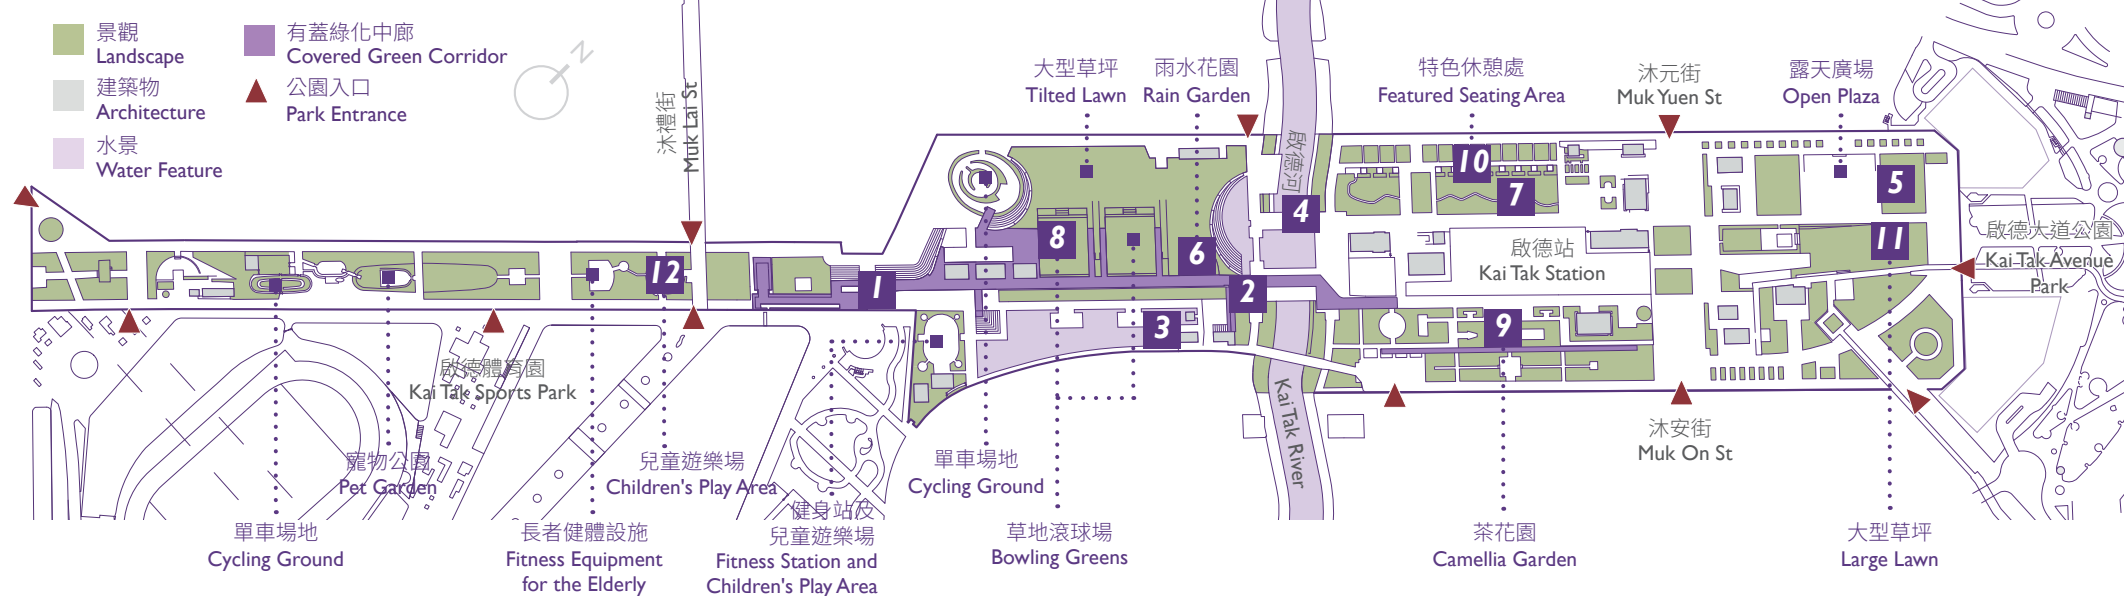 景觀
Landscape
建築物
Architecture
水景
Water Feature
有蓋綠化中廊
Covered Green Corridor
公園入口
Park Entrance
N
沐禮街
Muk Lai St
大型草坪
Tilted Lawn
雨水花園
Rain Garden
特色休憩處
Featured Seating Area
沐元街
Muk Yuen St
露天廣場
Open Plaza
啟德河
10
7
5
4
8
6
11
12
1
2
3
9
啟德站
Kai Tak Station
啟德大道公園
Kai Tak Avenue
Park
啟德體育園
Kai Tak Sports Park
Kai Tak River
沐安街
Muk On St
寵物公園
Pet Garden
兒童遊樂場
Children's Play Area
單車場地
Cycling Ground
單車場地
Cycling Ground
長者健體設施
Fitness Equipment
for the Elderly
健身站及
兒童遊樂場
Fitness Station and
Children's Play Area
草地滾球場
Bowling Greens
茶花園
Camellia Garden
大型草坪
Large Lawn